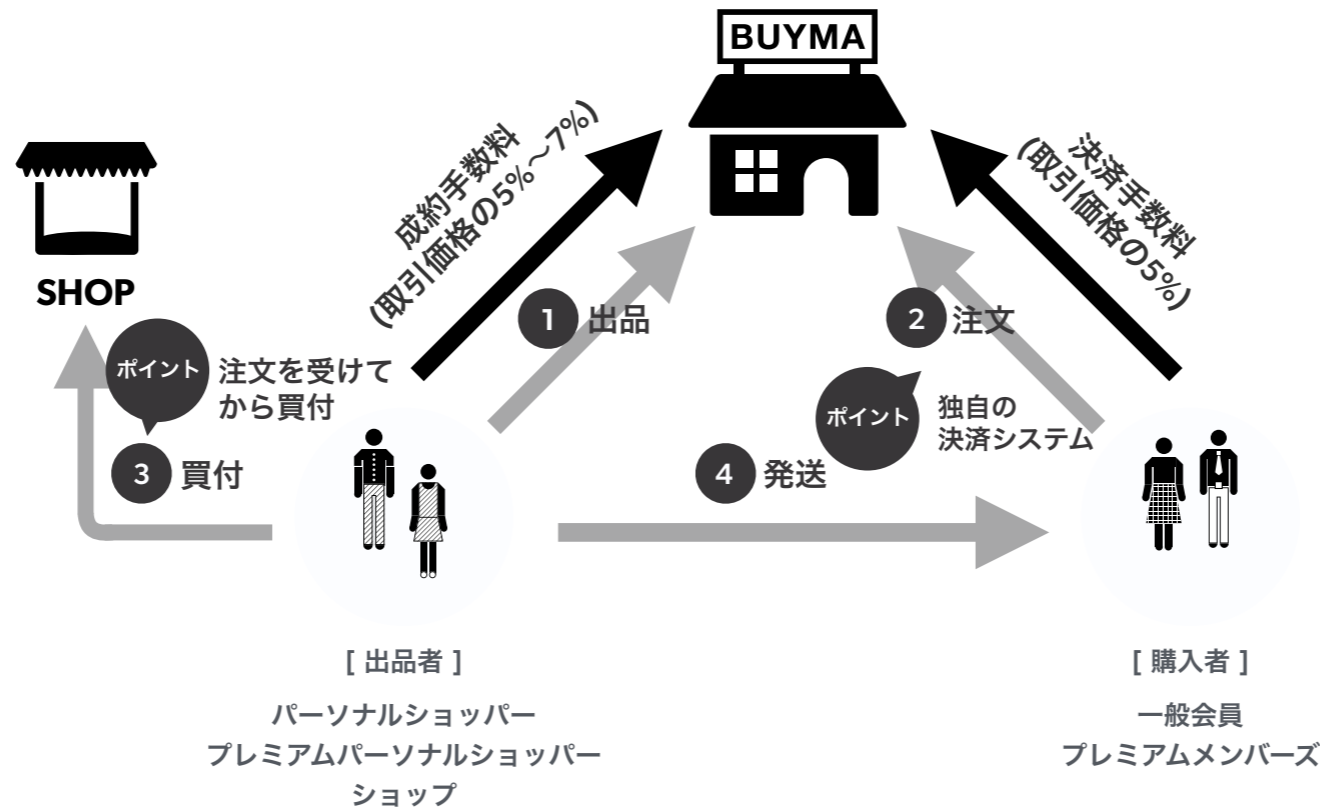 BUYMA
成約手数料
(取引価格の5%〜7%)
決済手数料
(取引価格の5%)
SHOP
1 出品
2 注文
ポイント
注文を受けて
から買付
ポイント
独自の
決済システム
3 買付
4 発送
[ 出品者 ]
パーソナルショッパー
プレミアムパーソナルショッパー
ショップ
[ 購入者 ]
一般会員
プレミアムメンバーズ